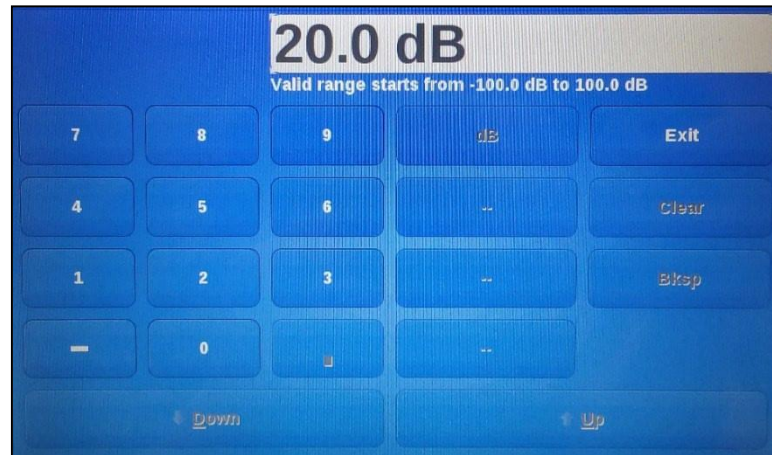 20.0 dB
Valid range starts from -100.0 dB to 100.0 dB
7 8 9 dB Exit
4 5 6 -- Clear
1 2 3 -- Bksp
— 0 . --
Down Up